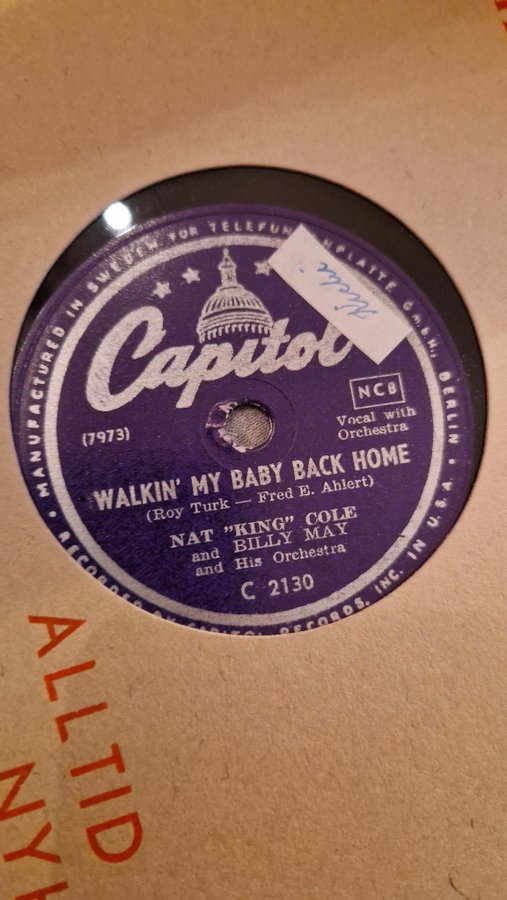 MANUFACTURED IN SWEDEN FOR TELEFUN PLATTE G.M.B.H. BERLIN
Capitol
NCB
(7973)
Vocal with
Orchestra
WALKIN' MY BABY BACK HOME
(Roy Turk — Fred E. Ahlert)
NAT "KING" COLE
and BILLY MAY
and His Orchestra
C 2130
RECORDED BY CAPITOL RECORDS, INC. IN U.S.A.
ALLTID